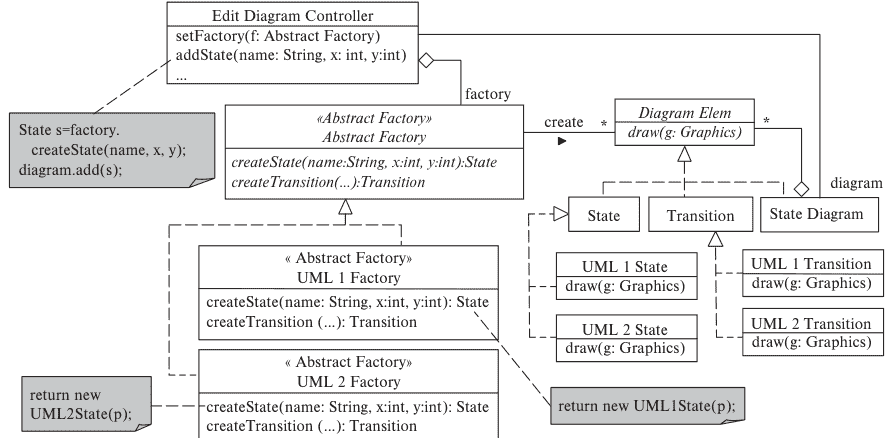 Edit Diagram Controller
setFactory(f: Abstract Factory)
addState(name: String, x: int, y:int)
...
factory
State s=factory.
createState(name, x, y);
diagram.add(s);
«Abstract Factory»
Abstract Factory
createState(name:String, x:int, y:int):State
createTransition(...):Transition
create
*
Diagram Elem
draw(g: Graphics)
*
diagram
State
Transition
State Diagram
« Abstract Factory»
UML 1 Factory
createState(name: String, x:int, y:int): State
createTransition (...): Transition
UML 1 State
draw(g: Graphics)
UML 1 Transition
draw(g: Graphics)
UML 2 State
draw(g: Graphics)
UML 2 Transition
draw(g: Graphics)
« Abstract Factory»
UML 2 Factory
createState(name: String, x:int, y:int): State
createTransition (...): Transition
return new
UML2State(p);
return new UML1State(p);